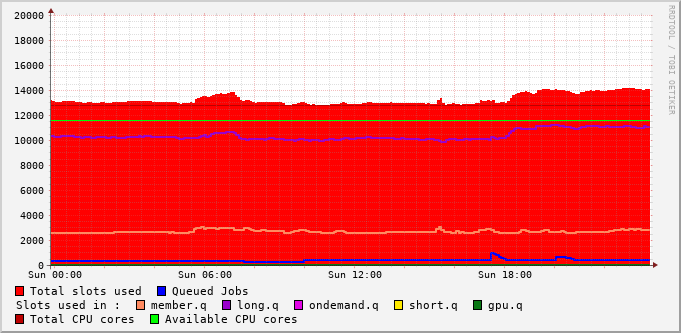 20000
18000
16000
14000
12000
10000
8000
6000
4000
2000
0
Sun 00:00 Sun 06:00 Sun 12:00 Sun 18:00
Total slots used Queued Jobs
Slots used in : member.q long.q ondemand.q short.q gpu.q
Total CPU cores Available CPU cores
RRDTOOL / TOBI OETIKER